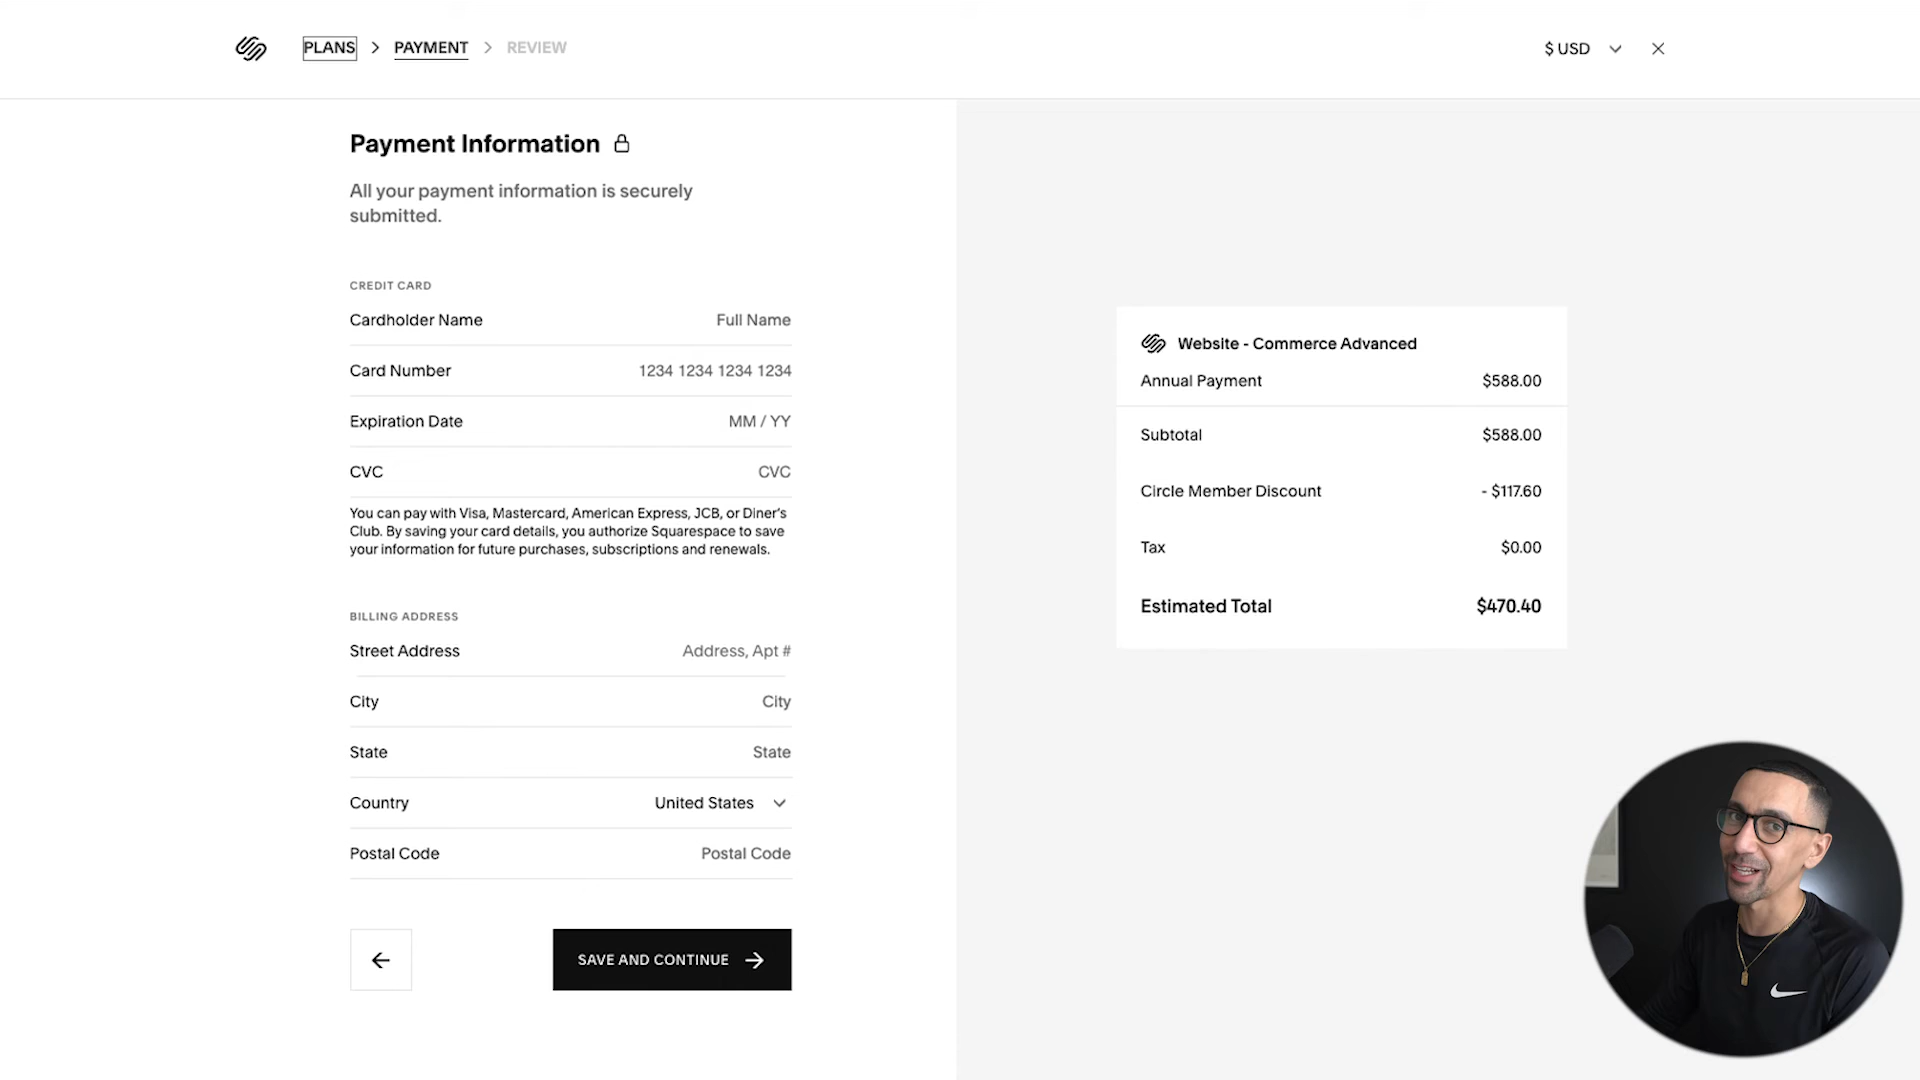 PLANS > PAYMENT > REVIEW
$ USD
Payment Information
All your payment information is securely
submitted.
CREDIT CARD
Cardholder Name Full Name
Card Number 1234 1234 1234 1234
Expiration Date MM / YY
CVC CVC
You can pay with Visa, Mastercard, American Express, JCB, or Diner's
Club. By saving your card details, you authorize Squarespace to save
your information for future purchases, subscriptions and renewals.
BILLING ADDRESS
Street Address Address, Apt #
City City
State State
Country United States
Postal Code Postal Code
SAVE AND CONTINUE
Website - Commerce Advanced
Annual Payment $588.00
Subtotal $588.00
Circle Member Discount - $117.60
Tax $0.00
Estimated Total $470.40